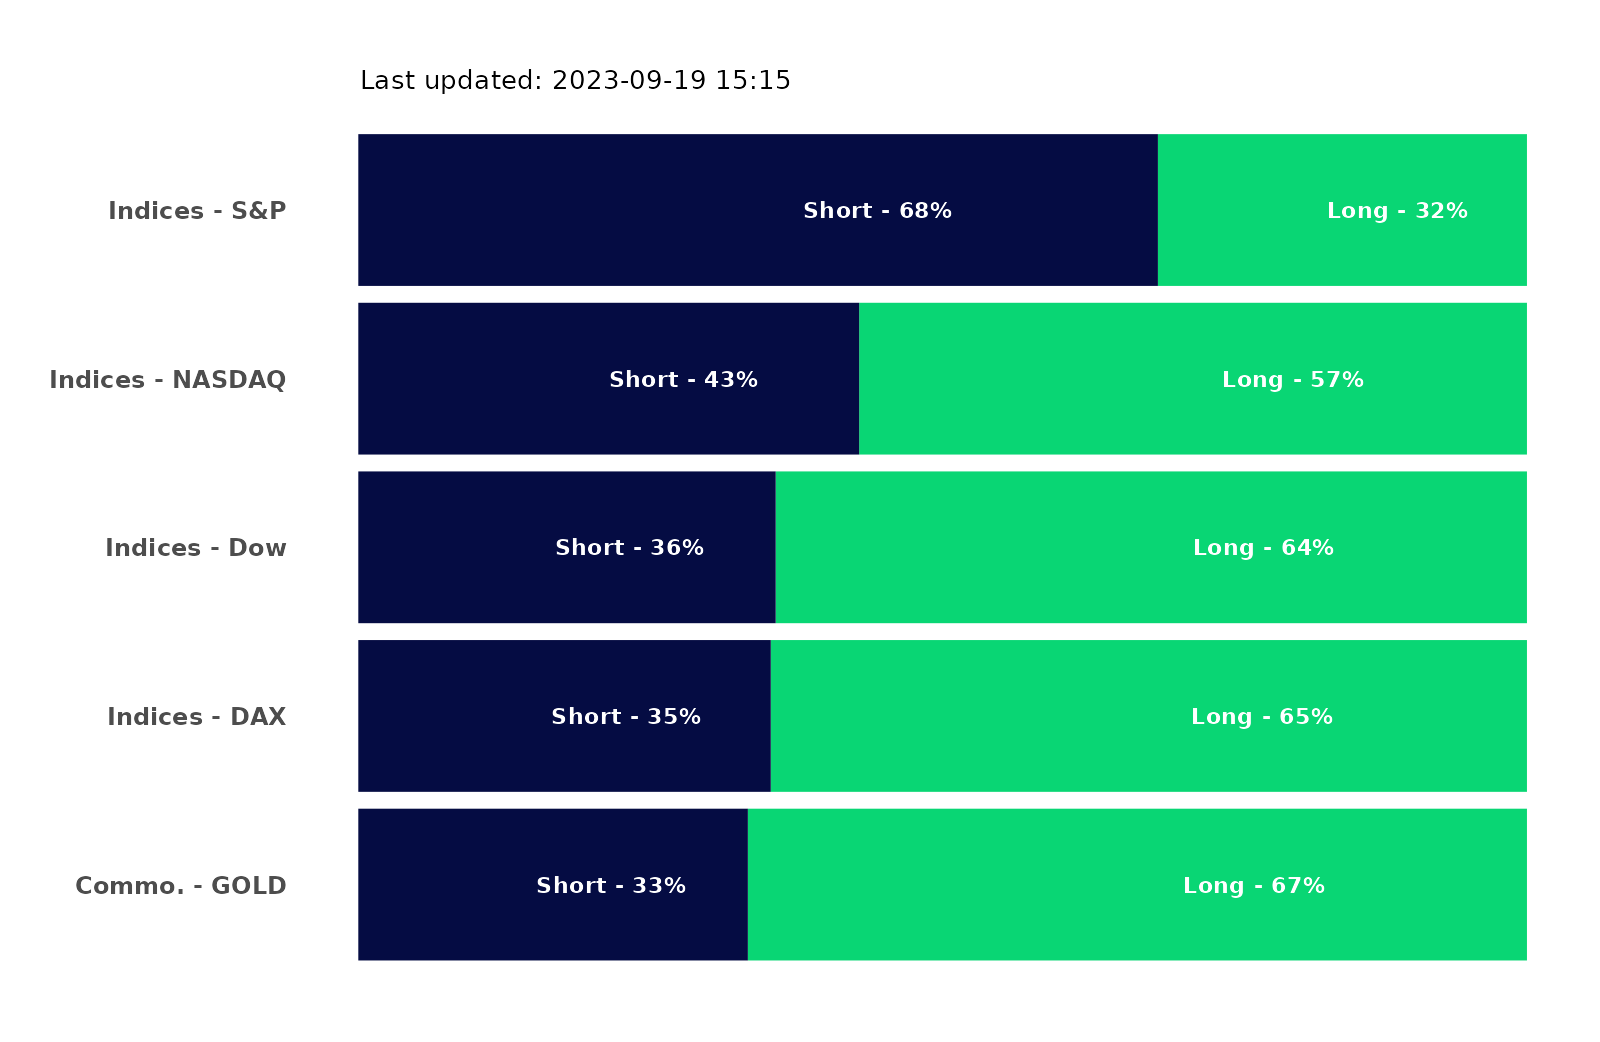 Last updated: 2023-09-19 15:15
Indices - S&P Short - 68% Long - 32%
Indices - NASDAQ Short - 43% Long - 57%
Indices - Dow Short - 36% Long - 64%
Indices - DAX Short - 35% Long - 65%
Commo. - GOLD Short - 33% Long - 67%